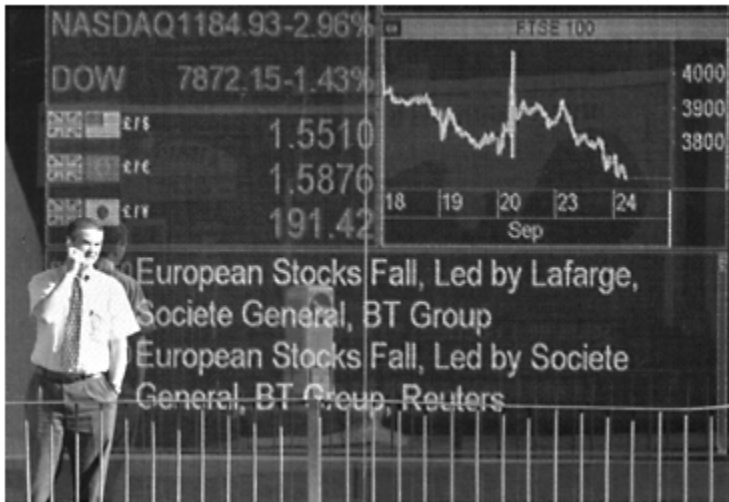 NASDAQ1184.93-2.96%
DOW 7872.15-1.43%
£/$ 1.5510
£/€ 1.5876
£/¥ 191.42
FTSE 100
4000
3900
3800
18 19 20 23 24
Sep
European Stocks Fall, Led by Lafarge,
Societe General, BT Group
European Stocks Fall, Led by Societe
General, BT Group, Reuters